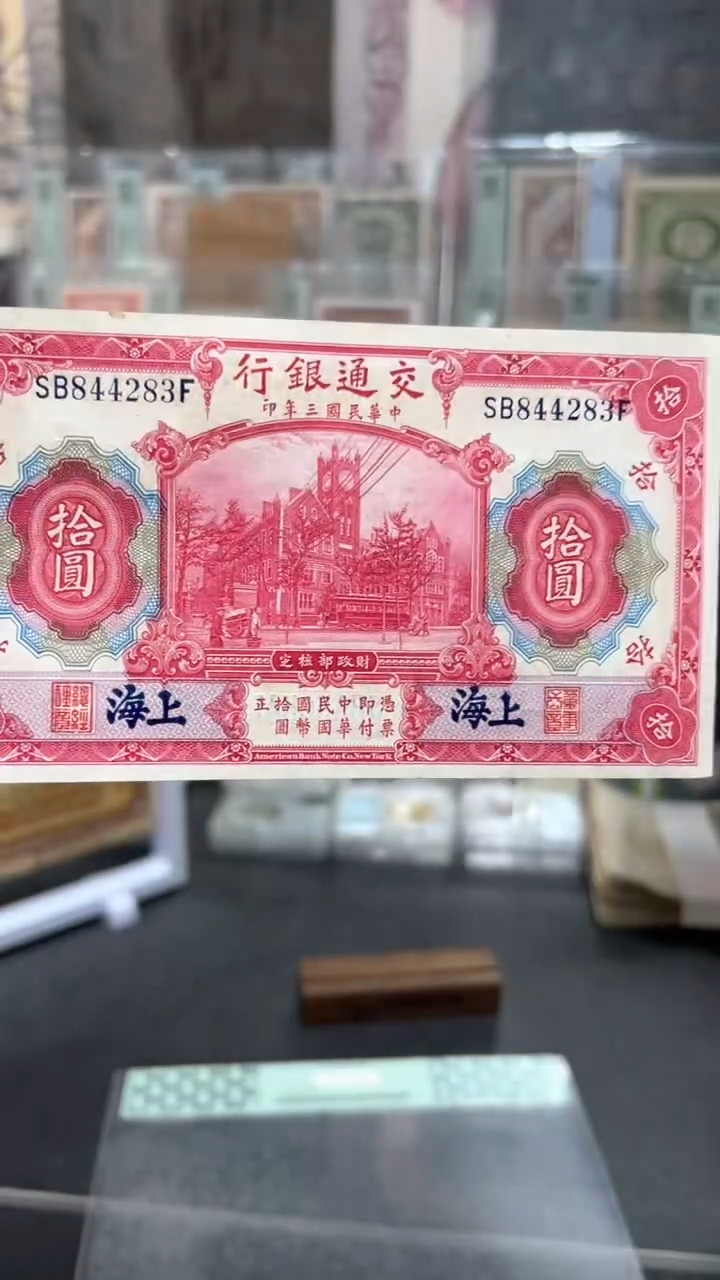 交通銀行
中華民國三年印
SB844283F
SB844283F
拾
拾
拾圓
拾圓
拾
財政部核定
上海
上海
憑票即付中華民國國幣拾圓正
拾
American Bank Note Co. New York